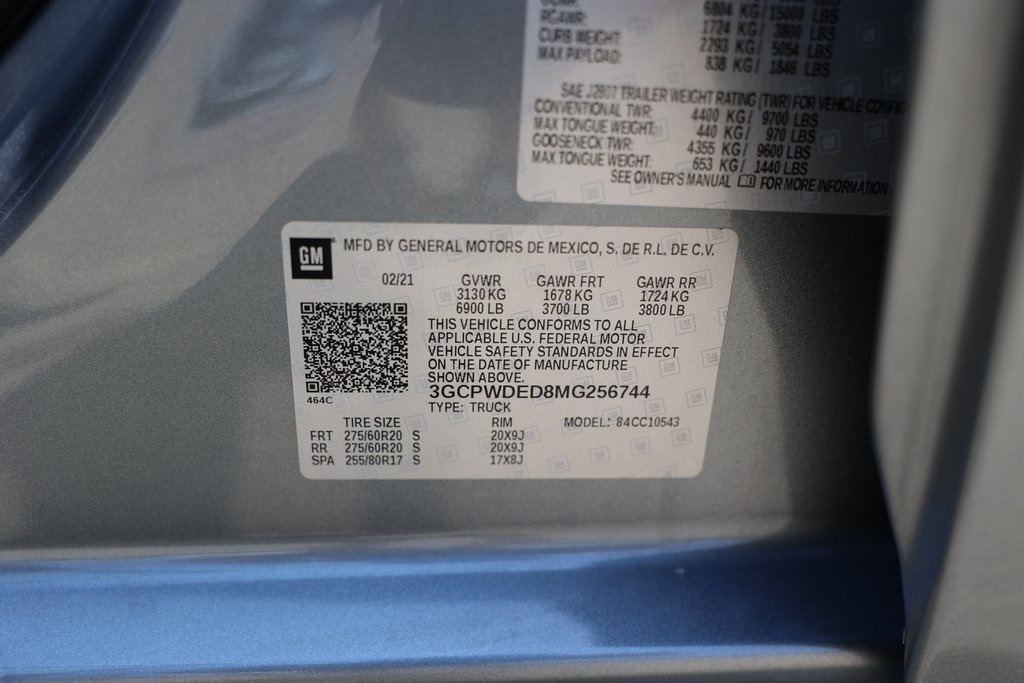 6804 KG/ 15000 LBS
RGAWR: 1724 KG/ 3800 LBS
CURB WEIGHT: 2293 KG/ 5054 LBS
MAX PAYLOAD: 838 KG/ 1846 LBS
SAE J2807 TRAILER WEIGHT RATING (TWR) FOR VEHICLE
CONVENTIONAL TWR: 4400 KG/ 9700 LBS
MAX TONGUE WEIGHT: 440 KG/ 970 LBS
GOOSENECK TWR: 4355 KG/ 9600 LBS
MAX TONGUE WEIGHT: 653 KG/ 1440 LBS
SEE OWNER'S MANUAL FOR MORE INFORMATION
GM MFD BY GENERAL MOTORS DE MEXICO, S. DE R.L. DE C.V.
02/21 GVWR GAWR FRT GAWR RR
3130 KG 1678 KG 1724 KG
6900 LB 3700 LB 3800 LB
THIS VEHICLE CONFORMS TO ALL
APPLICABLE U.S. FEDERAL MOTOR
VEHICLE SAFETY STANDARDS IN EFFECT
ON THE DATE OF MANUFACTURE
SHOWN ABOVE.
3GCPWDED8MG256744
464C
TYPE: TRUCK
TIRE SIZE RIM MODEL: 84CC10543
FRT 275/60R20 S 20X9J
RR 275/60R20 S 20X9J
SPA 255/80R17 S 17X8J